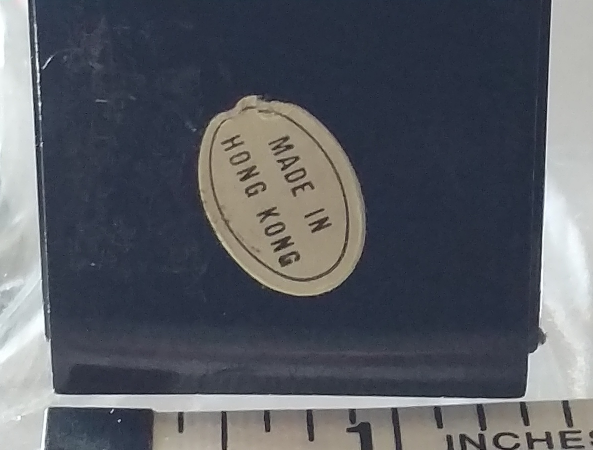 MADE IN
HONG KONG
1
INCHES